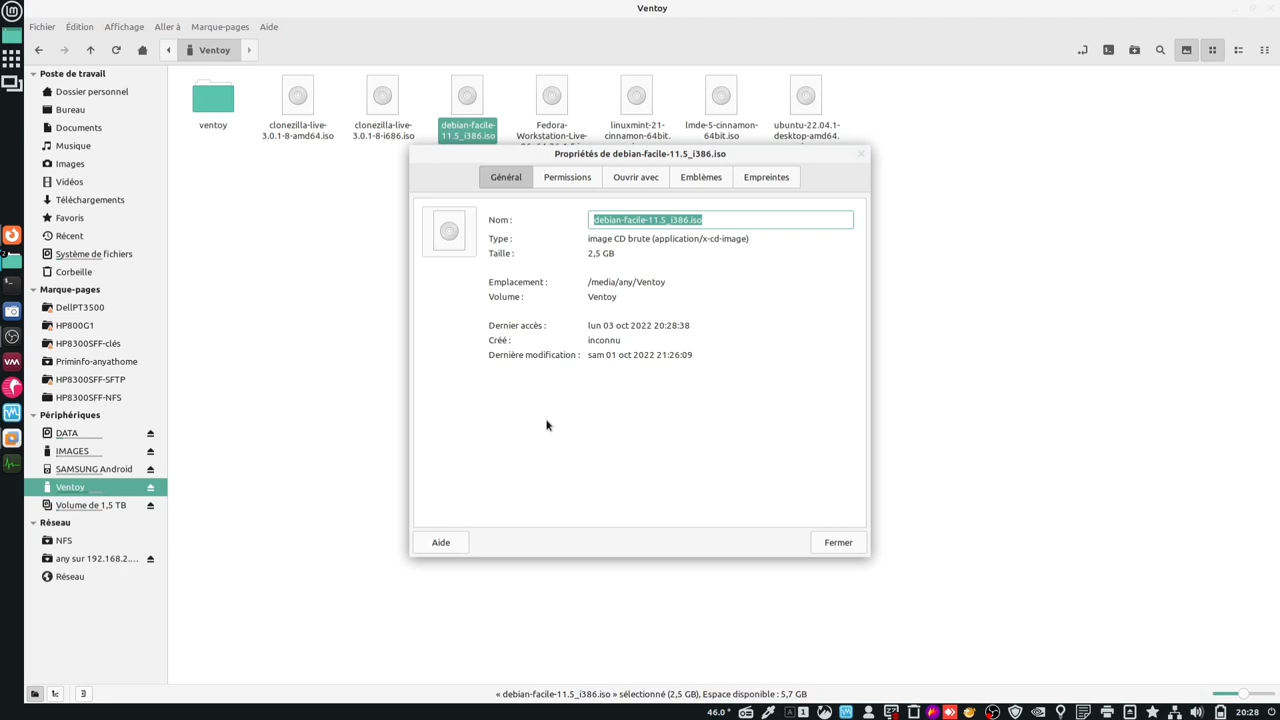 Ventoy
Fichier Édition Affichage Aller à Marque-pages Aide
Ventoy
Poste de travail
Dossier personnel
Bureau
Documents
Musique
Images
Vidéos
Téléchargements
Favoris
Récent
Système de fichiers
Corbeille
Marque-pages
DellPT3500
HP800G1
HP8300SFF-clés
Priminfo-anyathome
HP8300SFF-SFTP
HP8300SFF-NFS
Périphériques
DATA
IMAGES
SAMSUNG Android
Ventoy
Volume de 1,5 TB
Réseau
NFS
any sur 192.168.2....
Réseau
ventoy
clonezilla-live-
3.0.1-8-amd64.iso
clonezilla-live-
3.0.1-8-i686.iso
debian-facile-
11.5_i386.iso
Fedora-
Workstation-Live-
linuxmint-21-
cinnamon-64bit.
lmde-5-cinnamon-
64bit.iso
ubuntu-22.04.1-
desktop-amd64.
Propriétés de debian-facile-11.5_i386.iso
Général Permissions Ouvrir avec Emblèmes Empreintes
Nom : debian-facile-11.5_i386.iso
Type : image CD brute (application/x-cd-image)
Taille : 2,5 GB
Emplacement : /media/any/Ventoy
Volume : Ventoy
Dernier accès : lun 03 oct 2022 20:28:38
Créé : inconnu
Dernière modification : sam 01 oct 2022 21:26:09
Aide Fermer
« debian-facile-11.5_i386.iso » sélectionné (2,5 GB), Espace disponible : 5,7 GB
46.0° A 1 20:28